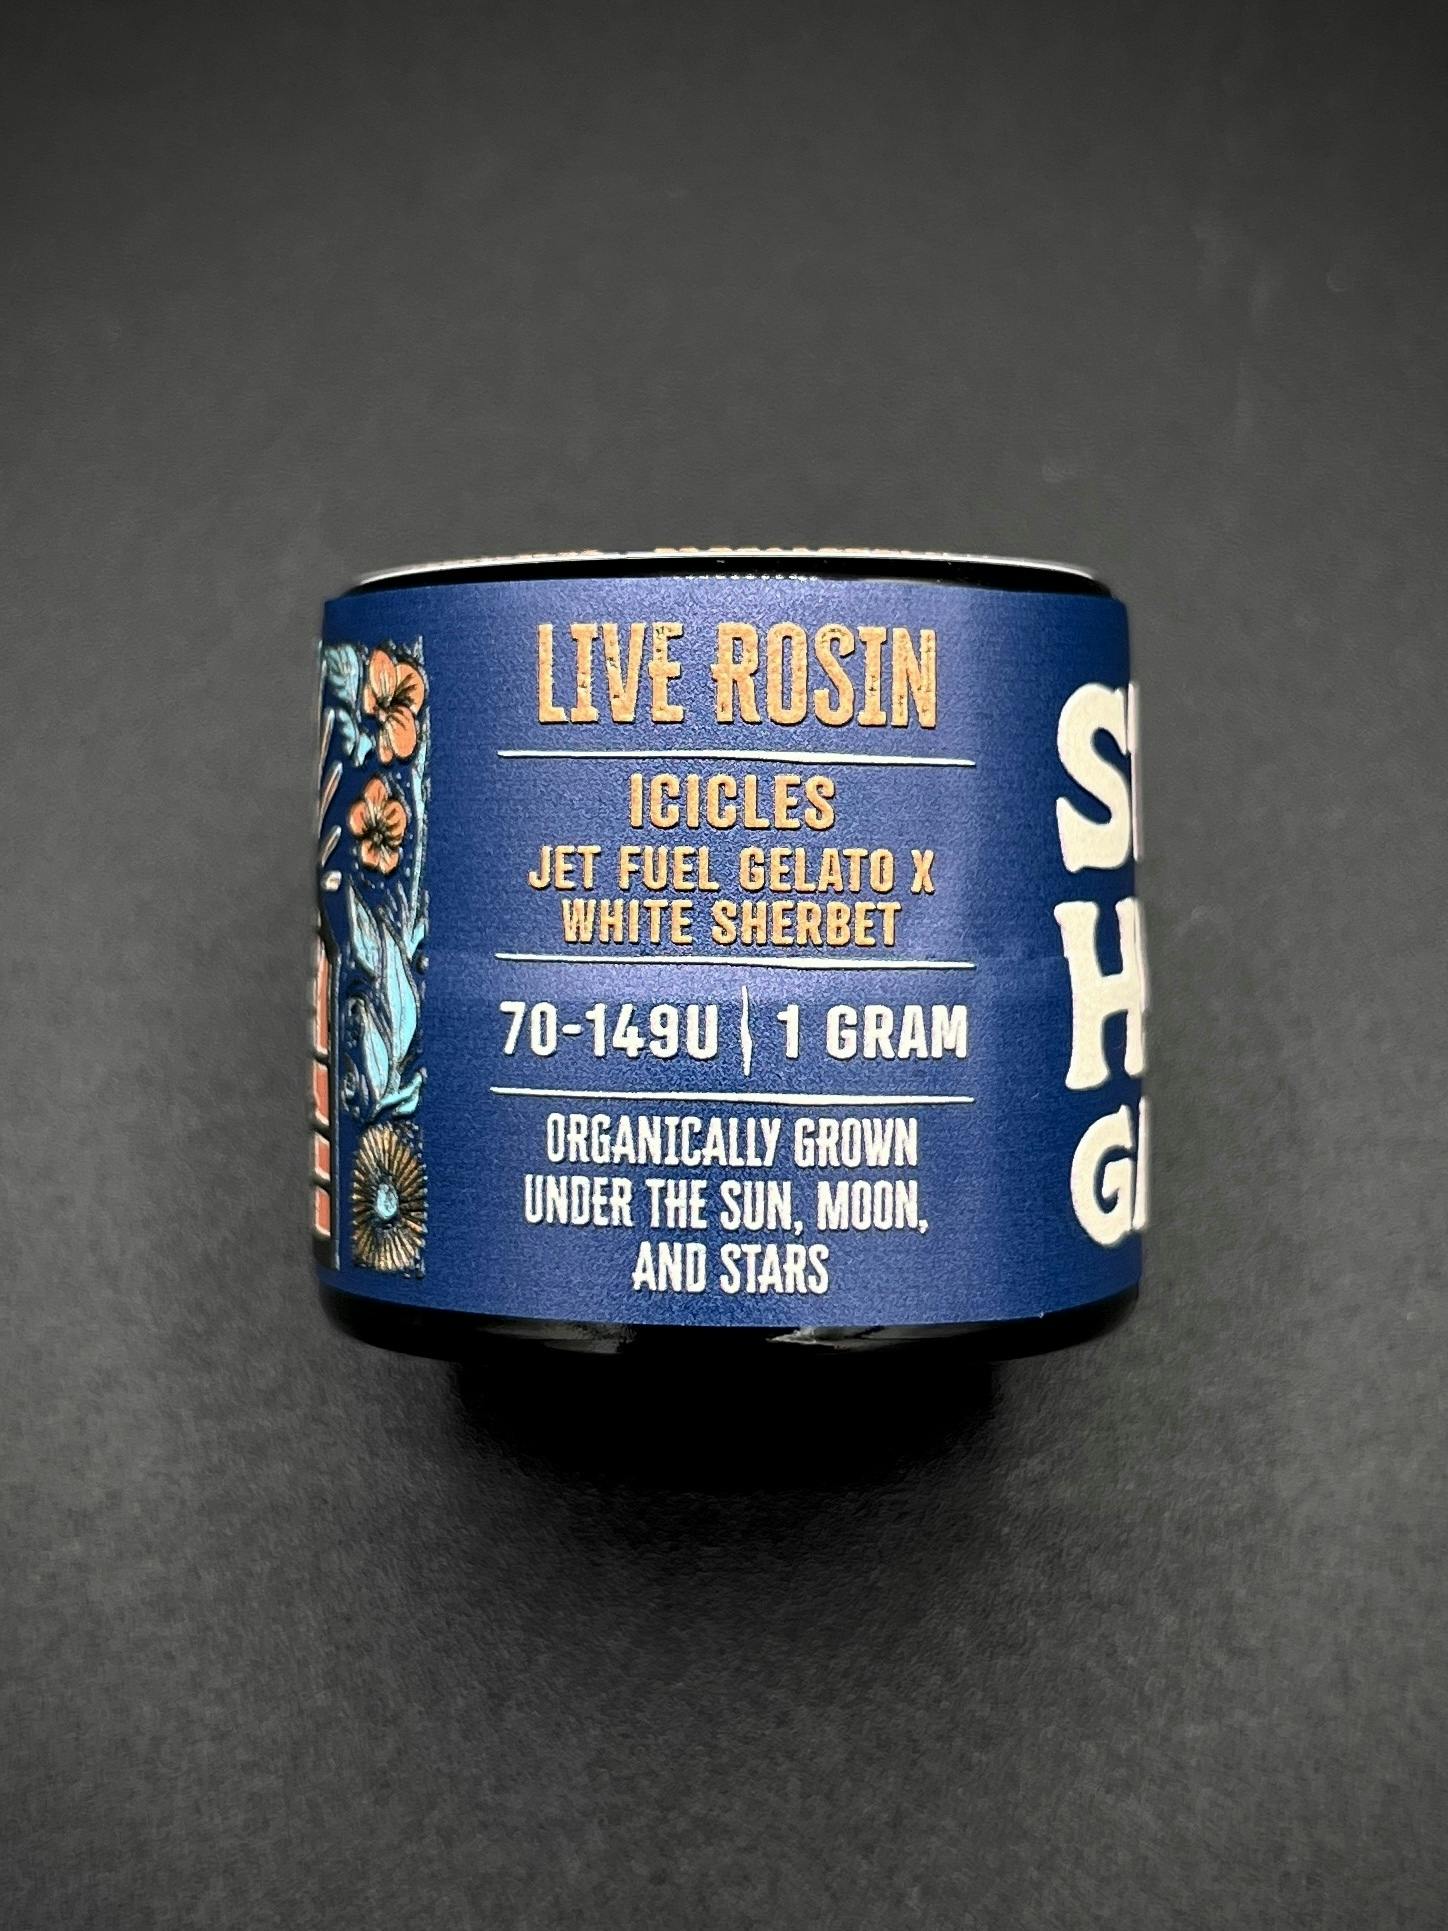 LIVE ROSIN
ICICLES
JET FUEL GELATO X
WHITE SHERBET
70-149U | 1 GRAM
ORGANICALLY GROWN
UNDER THE SUN, MOON,
AND STARS